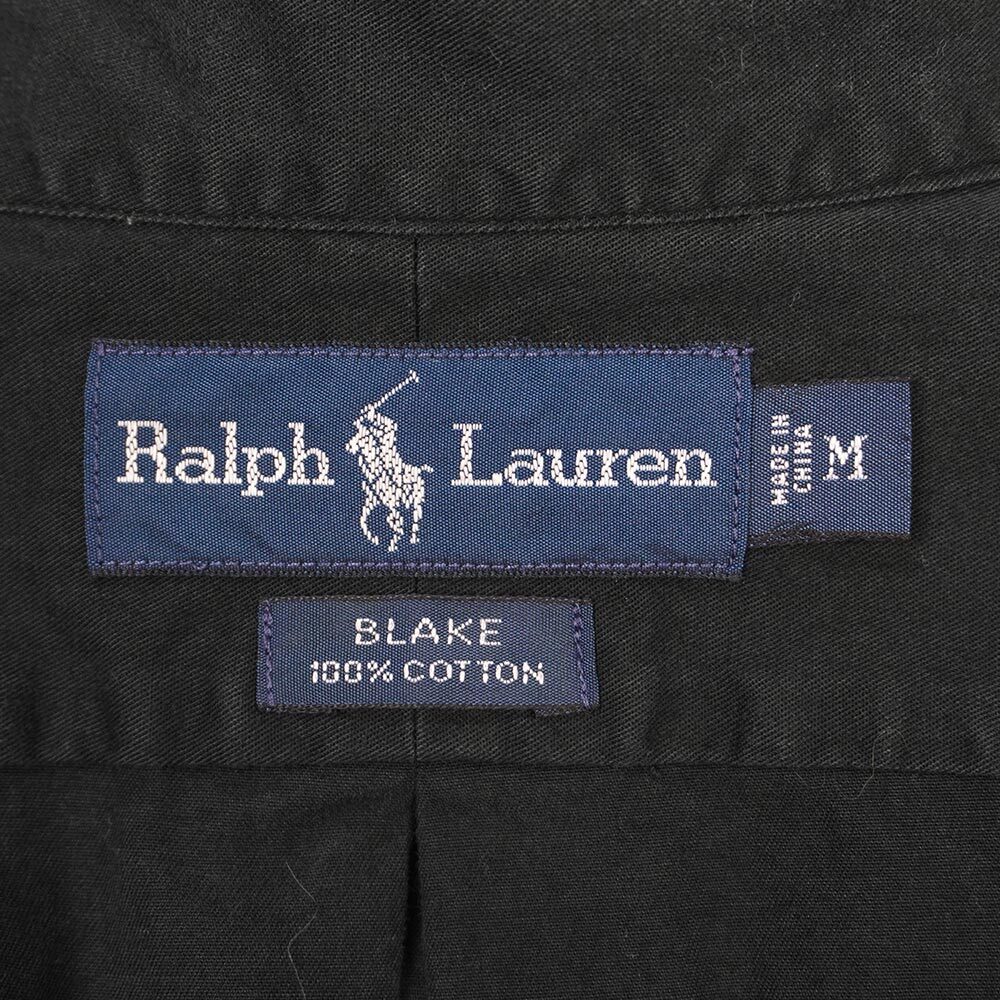 Ralph Lauren
MADE IN
CHINA
M
BLAKE
100% COTTON